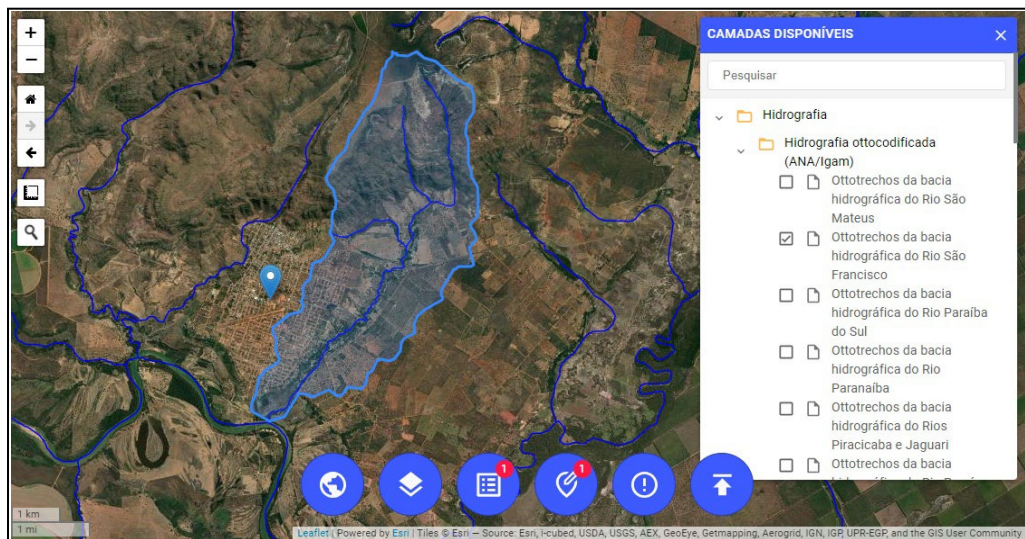 +
−
CAMADAS DISPONÍVEIS
×
Pesquisar
Hidrografia
Hidrografia ottocodificada
(ANA/Igam)
Ottotrechos da bacia
hidrográfica do Rio São
Mateus
Ottotrechos da bacia
hidrográfica do Rio São
Francisco
Ottotrechos da bacia
hidrográfica do Rio Paraíba
do Sul
Ottotrechos da bacia
hidrográfica do Rio
Paranaíba
Ottotrechos da bacia
hidrográfica dos Rios
Piracicaba e Jaguari
Ottotrechos da bacia
1
1
1 km
1 mi
Leaflet | Powered by Esri | Tiles © Esri — Source: Esri, i-cubed, USDA, USGS, AEX, GeoEye, Getmapping, Aerogrid, IGN, IGP, UPR-EGP, and the GIS User Community